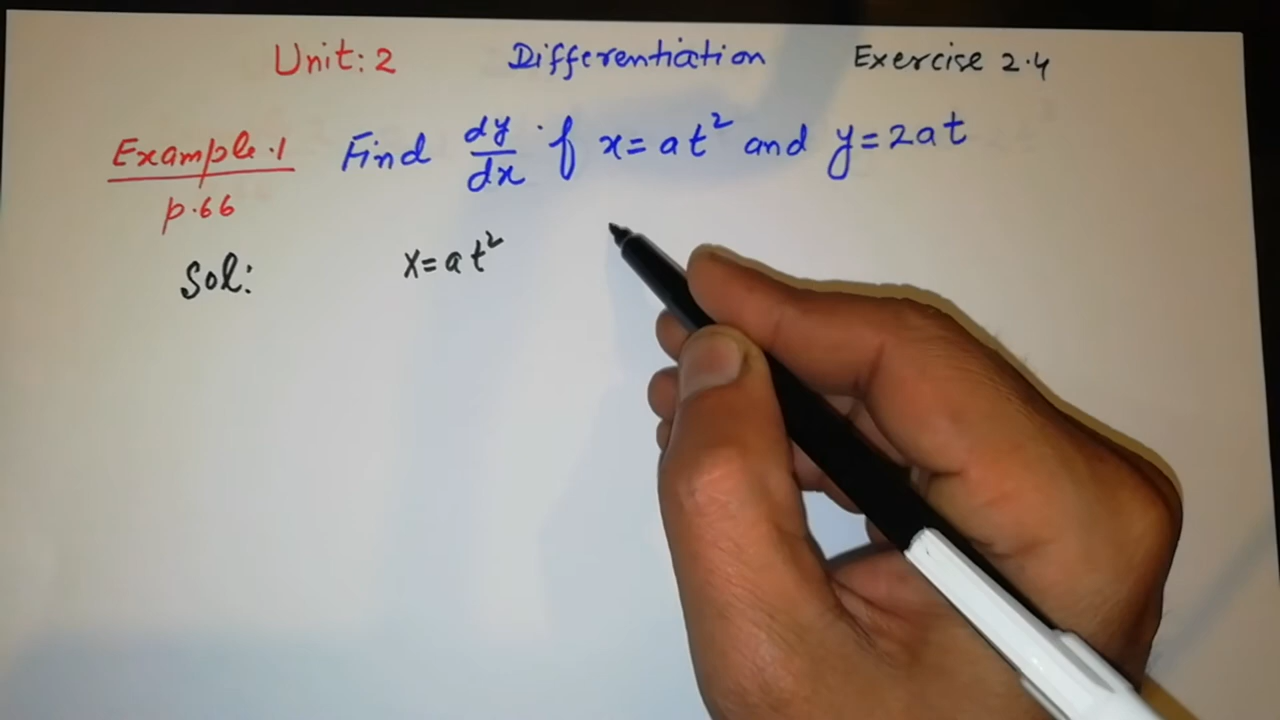 Unit: 2 Differentiation Exercise 2.4
Example.1 Find dy/dx if x = at² and y = 2at
p.66
Sol: x = at²